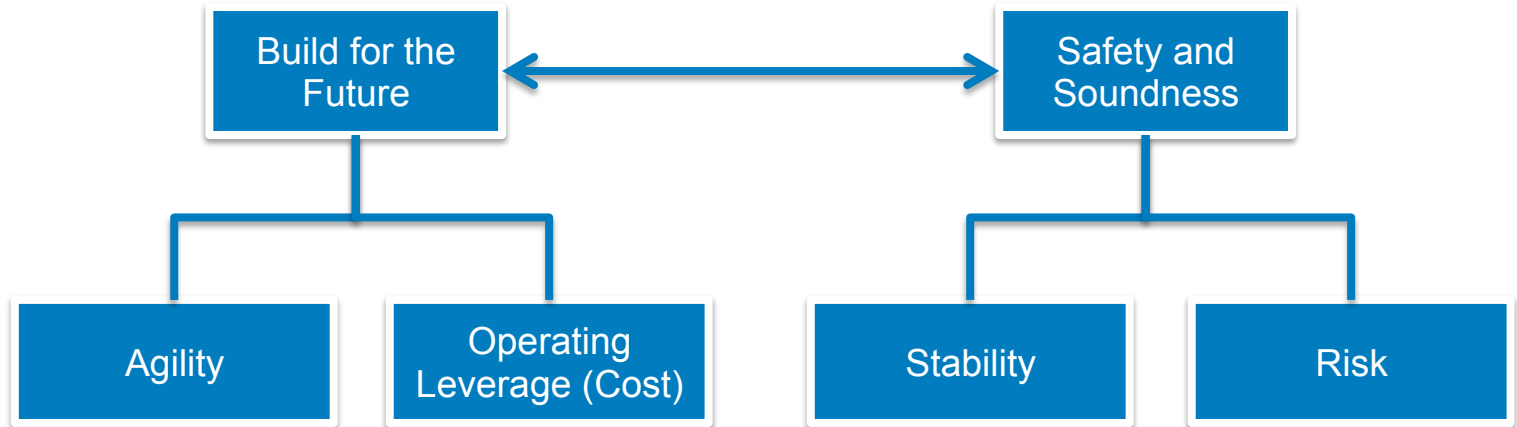 Build for the
Future
Safety and
Soundness
Agility
Operating
Leverage (Cost)
Stability
Risk